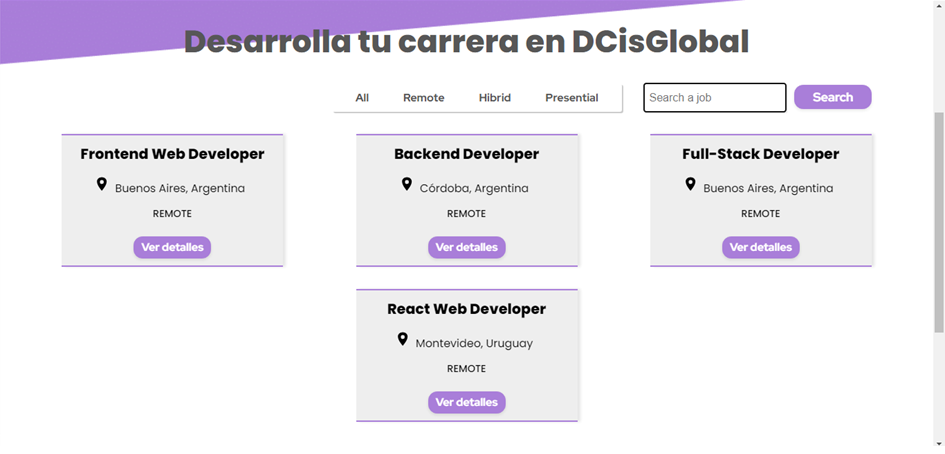 Desarrolla tu carrera en DCisGlobal
All Remote Hibrid Presential Search a job Search
Frontend Web Developer
Buenos Aires, Argentina
REMOTE
Ver detalles
Backend Developer
Córdoba, Argentina
REMOTE
Ver detalles
Full-Stack Developer
Buenos Aires, Argentina
REMOTE
Ver detalles
React Web Developer
Montevideo, Uruguay
REMOTE
Ver detalles